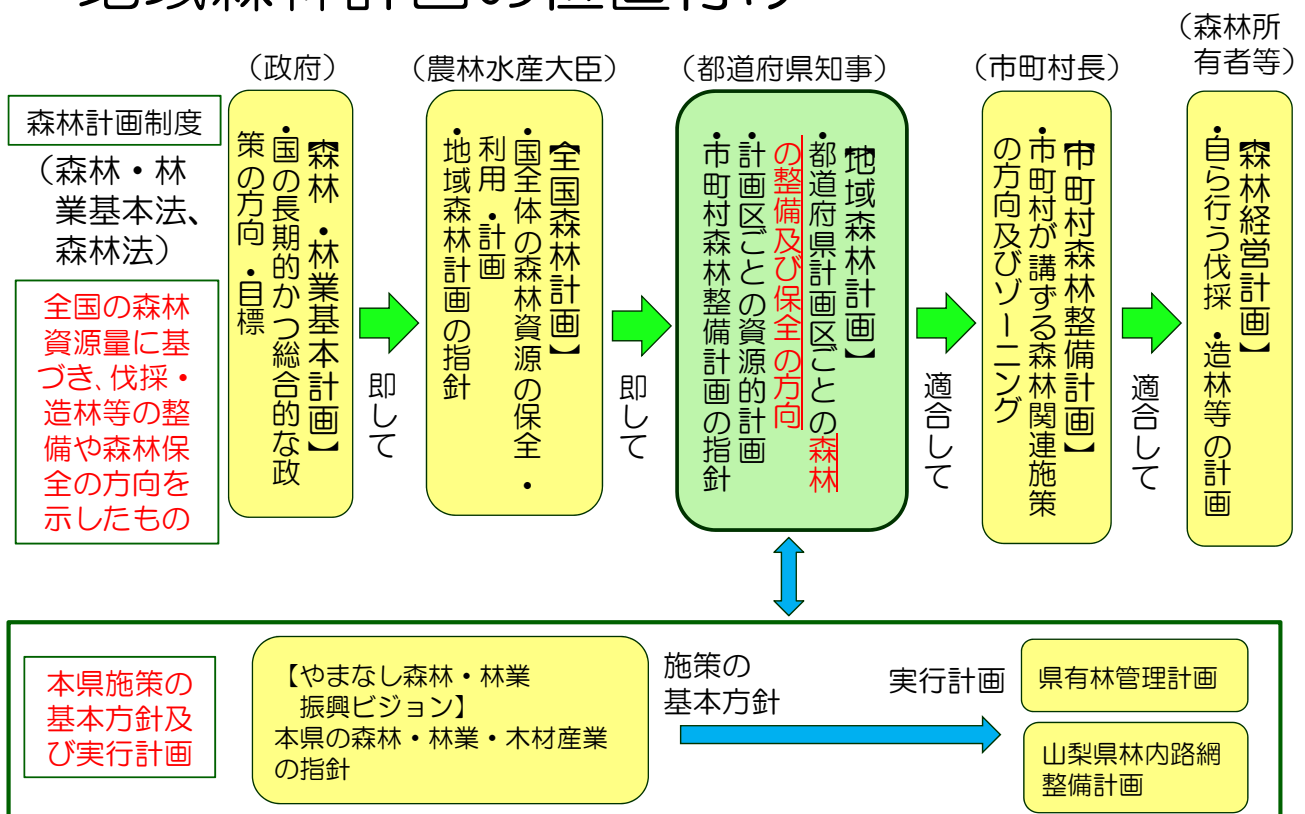 地域森林計画の位置付け
(政府)
(農林水産大臣)
(都道府県知事)
(市町村長)
(森林所
有者等)
森林計画制度
(森林・林
業基本法、
森林法)
全国の森林
資源量に基
づき、伐採・
造林等の整
備や森林保
全の方向を
示したもの
【森林・林業基本計画】
・国の長期的かつ総合的な政
策の方向・目標
即して
【全国森林計画】
・国全体の森林資源の保全・
利用・計画
・地域森林計画の指針
即して
【地域森林計画】
・都道府県計画区ごとの森林
の整備及び保全の方向
・計画区ごとの資源的計画
・市町村森林整備計画の指針
適合して
【市町村森林整備計画】
・市町村が講ずる森林関連施策
の方向及びゾーニング
適合して
【森林経営計画】
・自ら行う伐採・造林等の計画
本県施策の
基本方針及
び実行計画
【やまなし森林・林業
振興ビジョン】
本県の森林・林業・木材産業
の指針
施策の
基本方針
実行計画
県有林管理計画
山梨県林内路網
整備計画